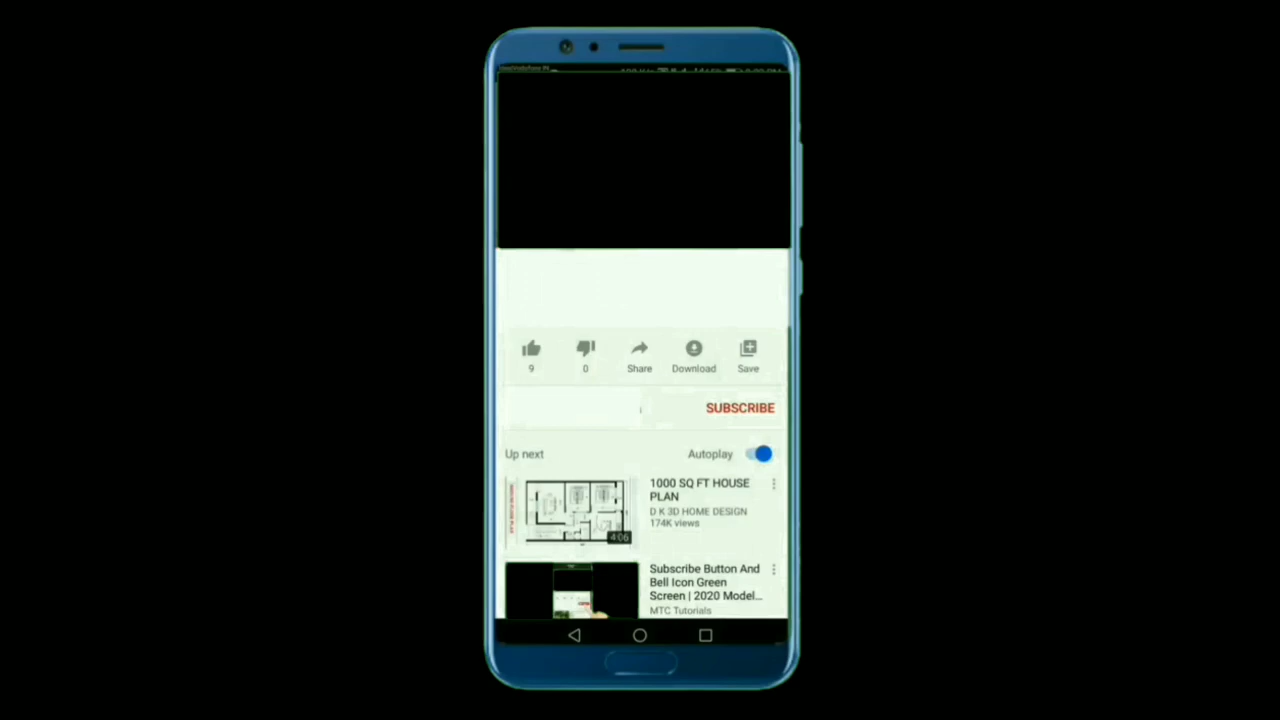 9
0
Share
Download
Save
SUBSCRIBE
Up next
Autoplay
1000 SQ FT HOUSE
PLAN
D K 3D HOME DESIGN
174K views
4:06
Subscribe Button And
Bell Icon Green
Screen | 2020 Model...
MTC Tutorials